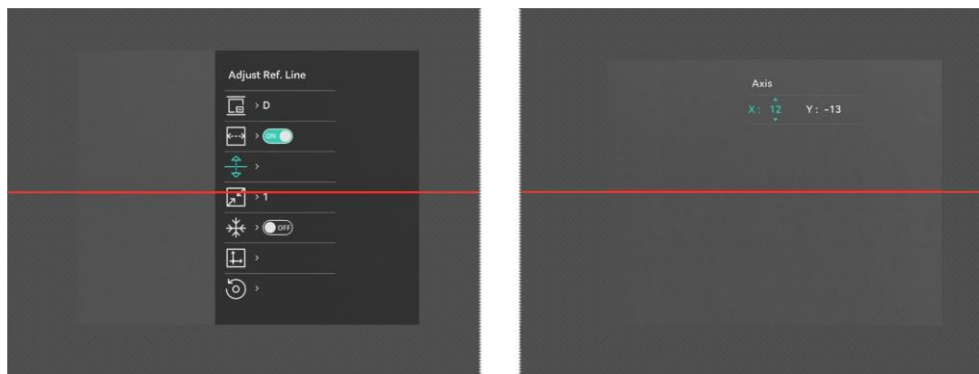 Adjust Ref. Line
> D
> ON
>
> 1
> OFF
>
>
Axis
X : 12 Y : -13